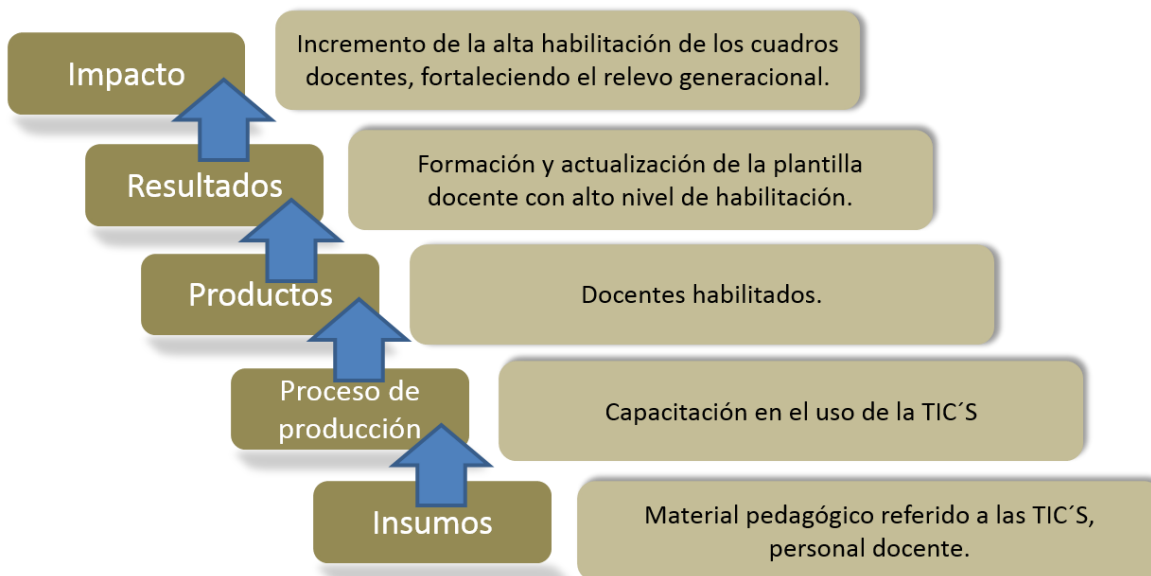 Impacto
Incremento de la alta habilitación de los cuadros
docentes, fortaleciendo el relevo generacional.
Resultados
Formación y actualización de la plantilla
docente con alto nivel de habilitación.
Productos
Docentes habilitados.
Proceso de
producción
Capacitación en el uso de la TIC´S
Insumos
Material pedagógico referido a las TIC´S,
personal docente.